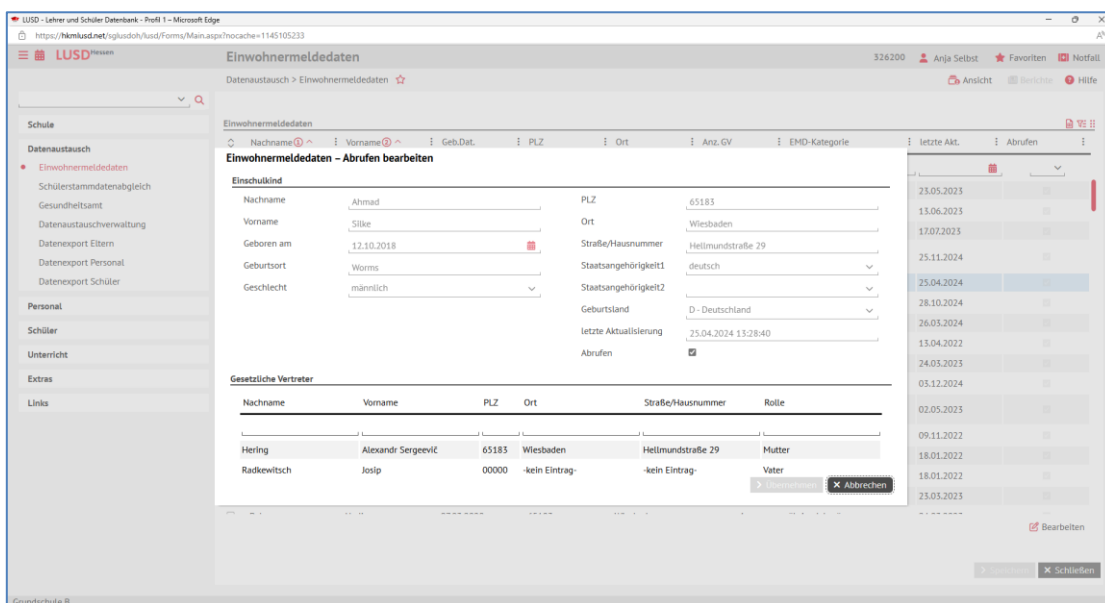 LUSD - Lehrer und Schüler Datenbank - Profil 1 – Microsoft Edge
https://hkmlusd.net/sglusdoh/lusd/Forms/Main.aspx?nocache=1145105233
LUSD Hessen
Einwohnermeldedaten
326200 Anja Selbst Favoriten Notfall
Datenaustausch > Einwohnermeldedaten
Ansicht Berichte Hilfe
Schule
Datenaustausch
Einwohnermeldedaten
Schülerstammdatenabgleich
Gesundheitsamt
Datenaustauschverwaltung
Datenexport Eltern
Datenexport Personal
Datenexport Schüler
Personal
Schüler
Unterricht
Extras
Links
Einwohnermeldedaten
Nachname 1 Vorname 2 Geb.Dat. PLZ Ort Anz. GV EMD-Kategorie letzte Akt. Abrufen
23.05.2023
13.06.2023
17.07.2023
25.11.2024
25.04.2024
28.10.2024
26.03.2024
13.04.2022
24.03.2023
03.12.2024
02.05.2023
09.11.2022
18.01.2022
18.01.2022
23.03.2023
Einwohnermeldedaten – Abrufen bearbeiten
Einschulkind
Nachname Ahmad
Vorname Silke
Geboren am 12.10.2018
Geburtsort Worms
Geschlecht männlich
PLZ 65183
Ort Wiesbaden
Straße/Hausnummer Hellmundstraße 29
Staatsangehörigkeit1 deutsch
Staatsangehörigkeit2
Geburtsland D - Deutschland
letzte Aktualisierung 25.04.2024 13:28:40
Abrufen
Gesetzliche Vertreter
Nachname Vorname PLZ Ort Straße/Hausnummer Rolle
Hering Alexandr Sergeevič 65183 Wiesbaden Hellmundstraße 29 Mutter
Radkewitsch Josip 00000 -kein Eintrag- -kein Eintrag- Vater
Übernehmen Abbrechen
Bearbeiten
Schließen
Grundschule B